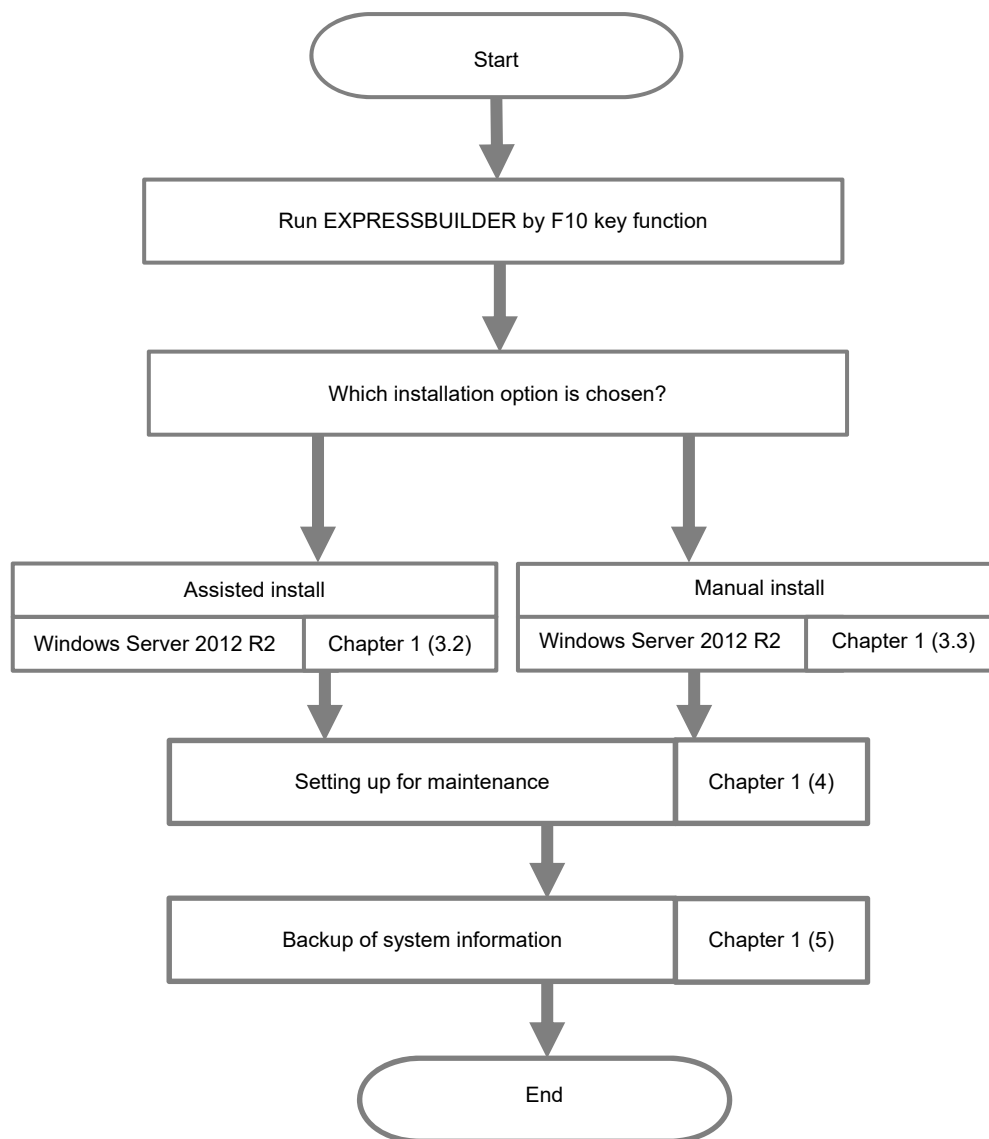 Start
Run EXPRESSBUILDER by F10 key function
Which installation option is chosen?
Assisted install
Windows Server 2012 R2
Chapter 1 (3.2)
Manual install
Windows Server 2012 R2
Chapter 1 (3.3)
Setting up for maintenance
Chapter 1 (4)
Backup of system information
Chapter 1 (5)
End